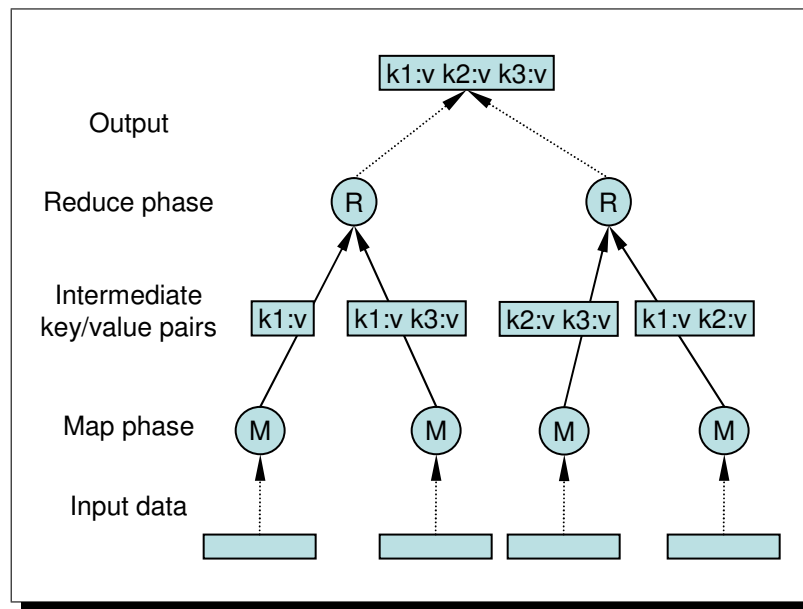 k1:v k2:v k3:v
Output
Reduce phase
R
R
Intermediate
key/value pairs
k1:v
k1:v k3:v
k2:v k3:v
k1:v k2:v
Map phase
M
M
M
M
Input data